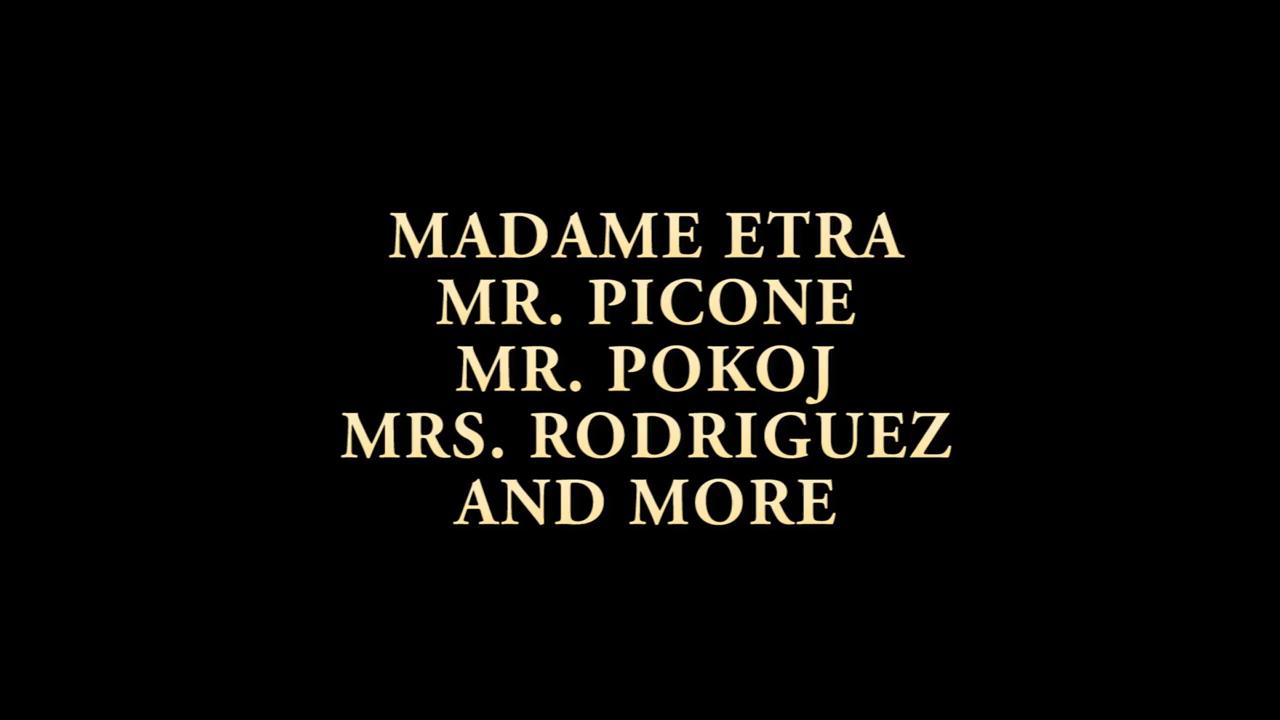 MADAME ETRA
MR. PICONE
MR. POKOJ
MRS. RODRIGUEZ
AND MORE